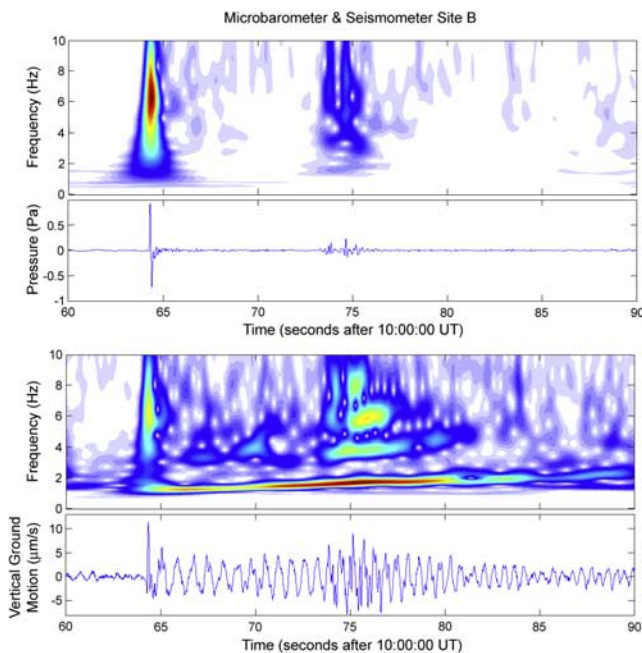 Microbarometer & Seismometer Site B
10
8
6
4
2
0
Frequency (Hz)
0.5
0
-0.5
-1
Pressure (Pa)
60 65 70 75 80 85 90
Time (seconds after 10:00:00 UT)
10
8
6
4
2
0
Frequency (Hz)
10
5
0
-5
Vertical Ground
Motion (µm/s)
60 65 70 75 80 85 90
Time (seconds after 10:00:00 UT)